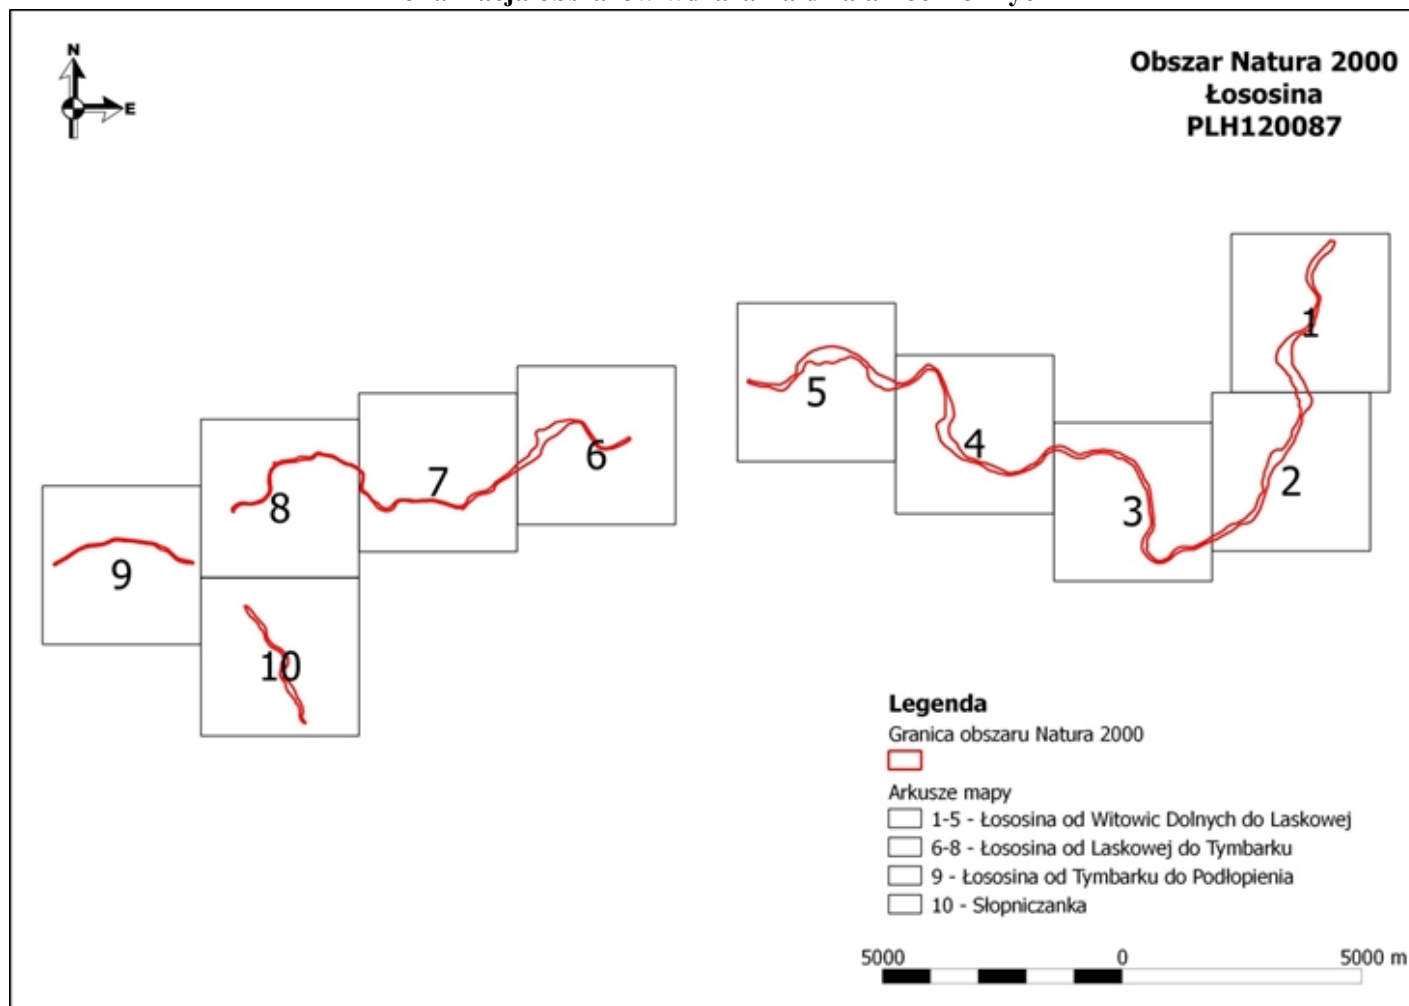 N
E
Obszar Natura 2000
Łososina
PLH120087
1
5
4
6
7
2
8
3
9
10
Legenda
Granica obszaru Natura 2000
Arkusze mapy
1-5 - Łososina od Witowic Dolnych do Laskowej
6-8 - Łososina od Laskowej do Tymbarku
9 - Łososina od Tymbarku do Podłopienia
10 - Słopniczanka
5000 0 5000 m